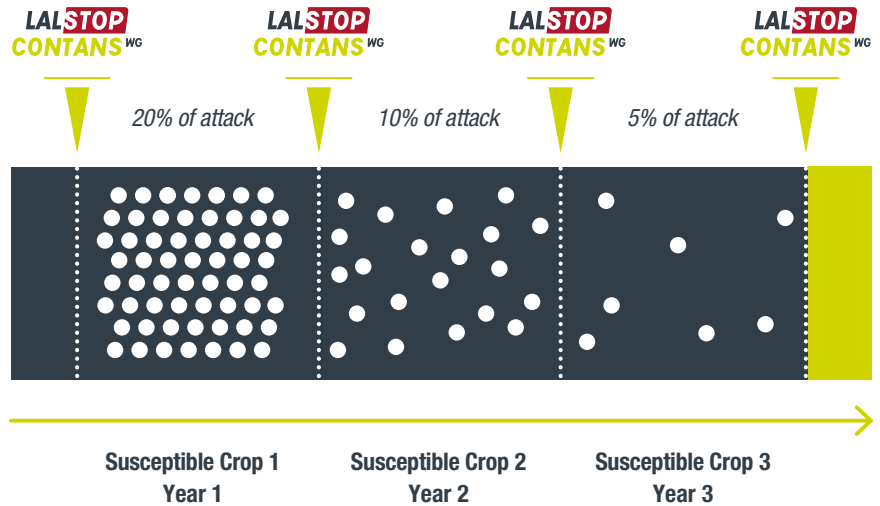 LALSTOP
CONTANS WG
LALSTOP
CONTANS WG
LALSTOP
CONTANS WG
LALSTOP
CONTANS WG
20% of attack
10% of attack
5% of attack
Susceptible Crop 1
Year 1
Susceptible Crop 2
Year 2
Susceptible Crop 3
Year 3